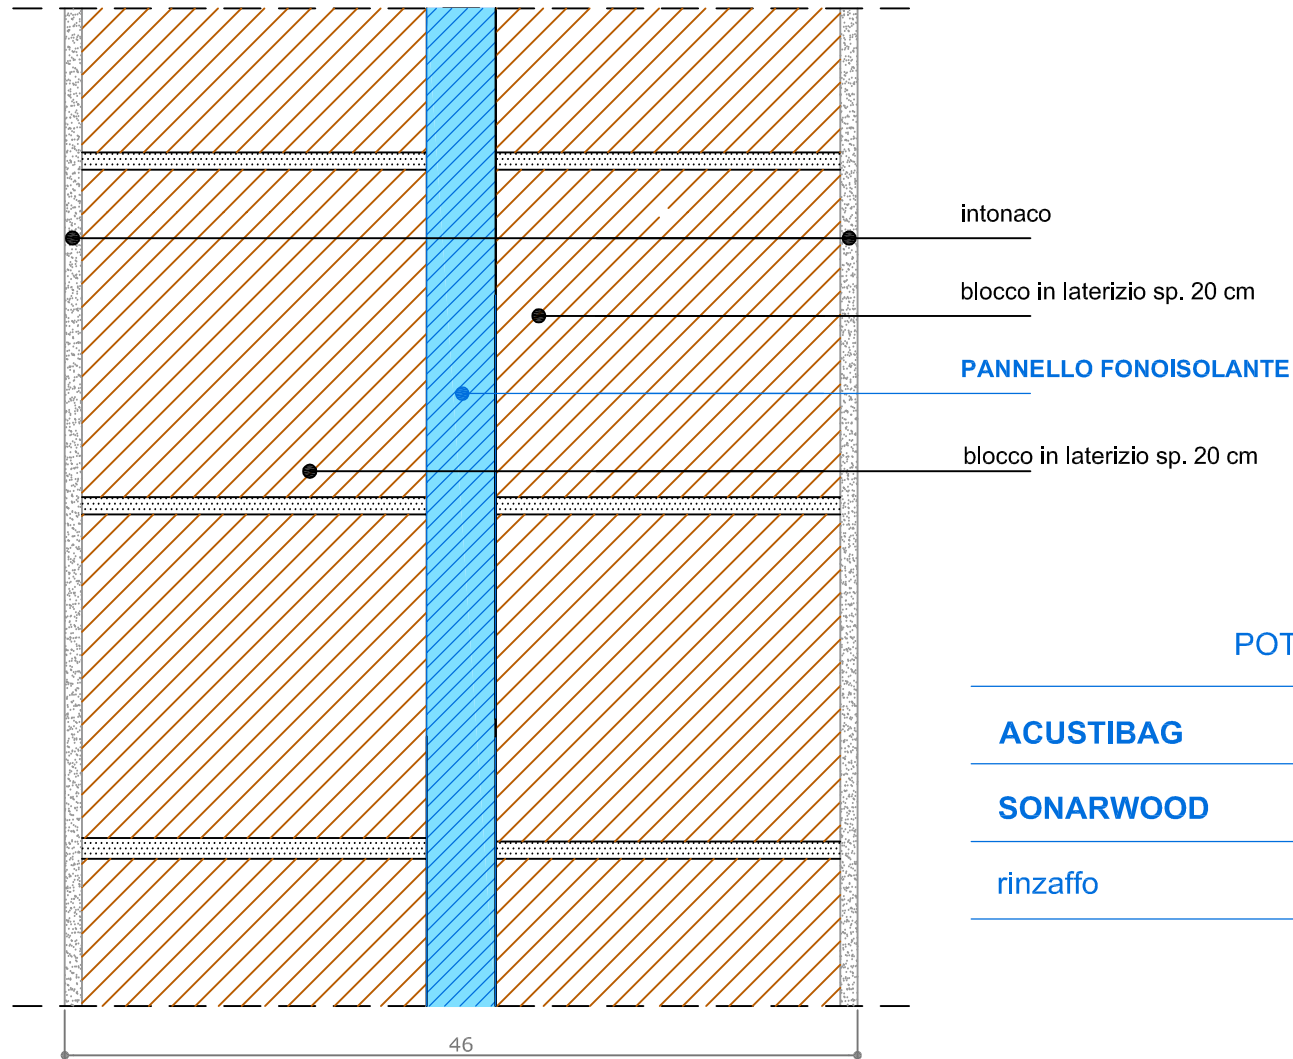 intonaco
blocco in laterizio sp. 20 cm
PANNELLO FONOISOLANTE
blocco in laterizio sp. 20 cm
POT
ACUSTIBAG
SONARWOOD
rinzaffo
46